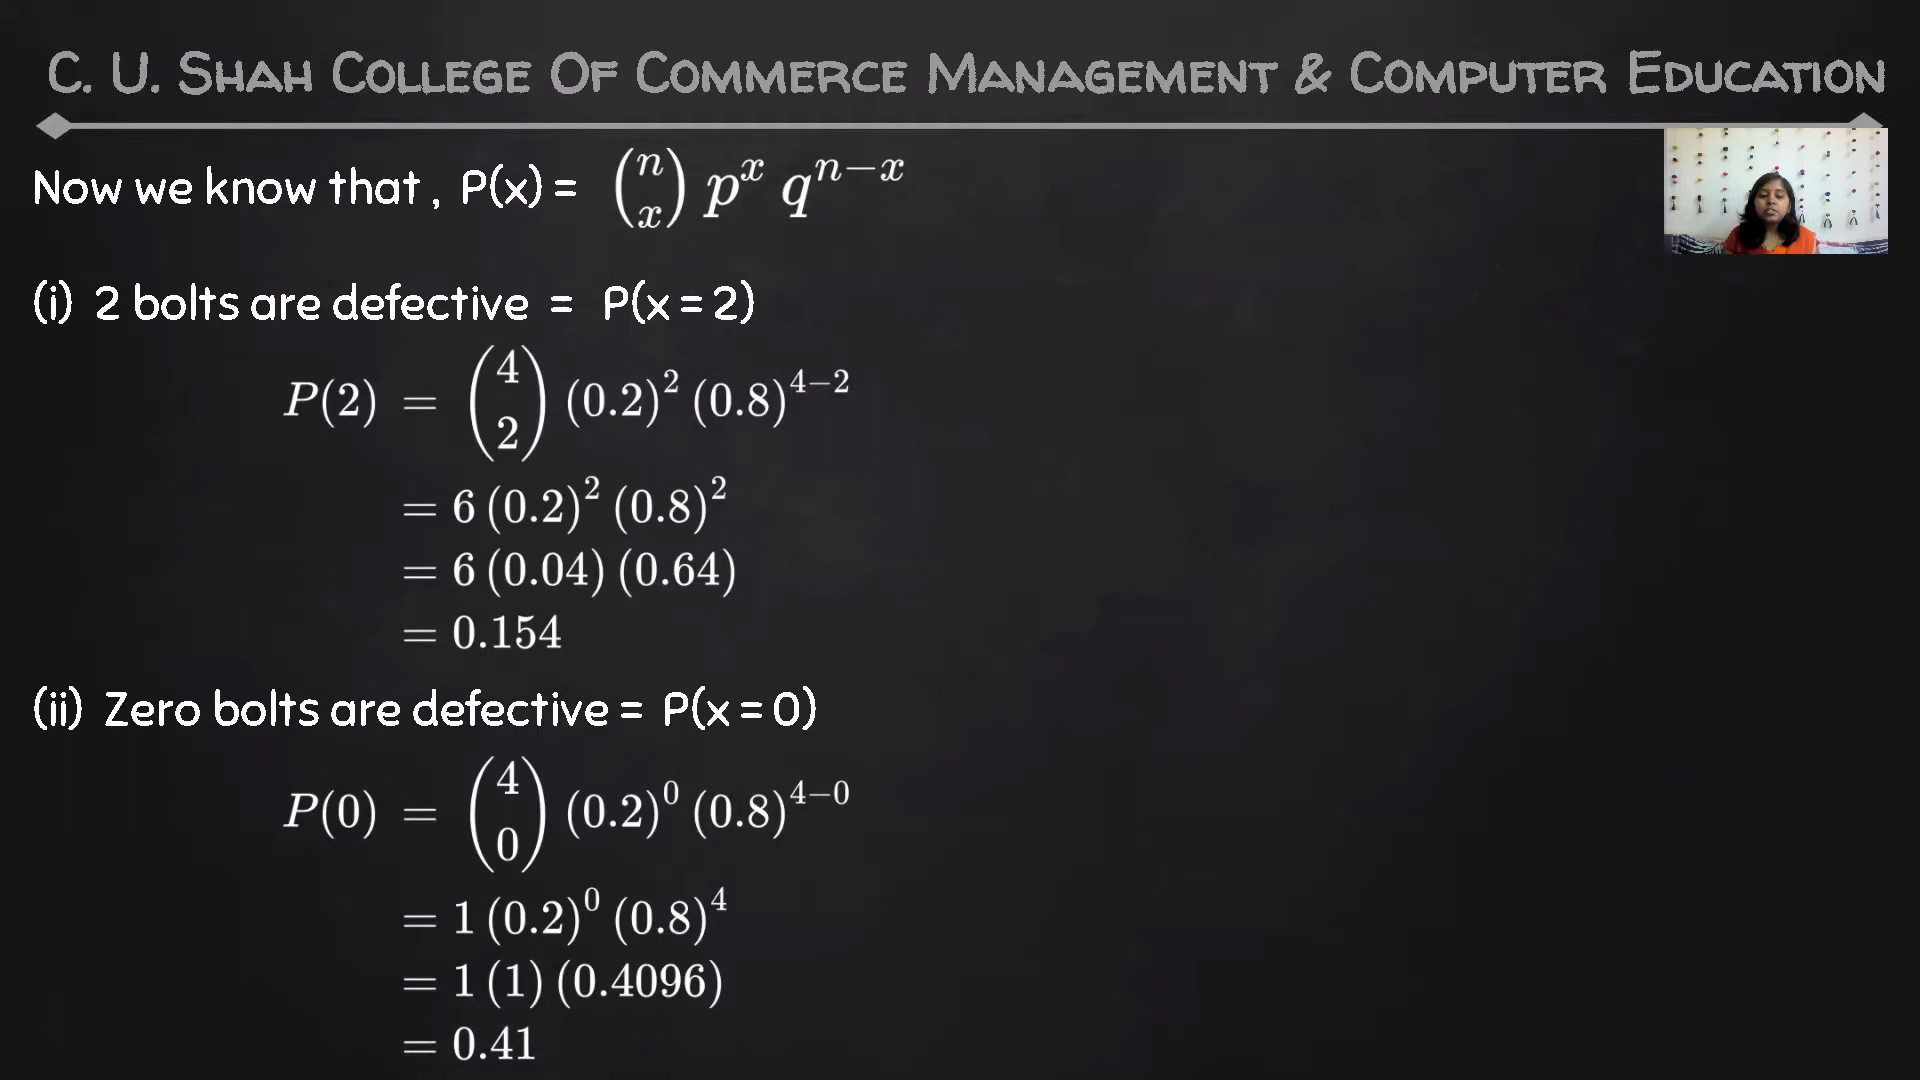 C. U. SHAH COLLEGE OF COMMERCE MANAGEMENT & COMPUTER EDUCATION
Now we know that , P(x) = \binom{n}{x} p^x q^{n-x}
(i) 2 bolts are defective = P(x = 2)
P(2) = \binom{4}{2} (0.2)^2 (0.8)^{4-2}
= 6 (0.2)^2 (0.8)^2
= 6 (0.04) (0.64)
= 0.154
(ii) Zero bolts are defective = P(x = 0)
P(0) = \binom{4}{0} (0.2)^0 (0.8)^{4-0}
= 1 (0.2)^0 (0.8)^4
= 1 (1) (0.4096)
= 0.41